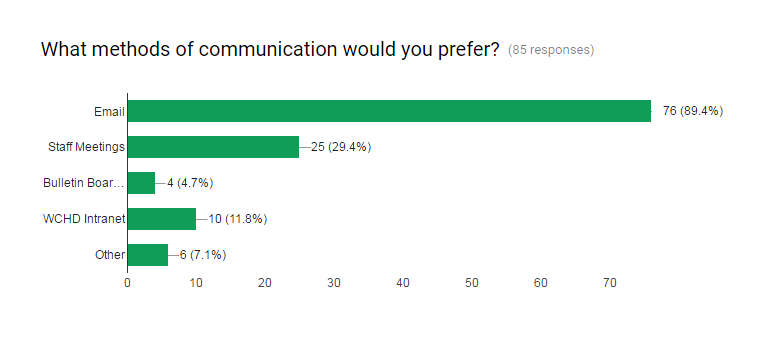 What methods of communication would you prefer? (85 responses)
Email 76 (89.4%)
Staff Meetings 25 (29.4%)
Bulletin Boar… 4 (4.7%)
WCHD Intranet 10 (11.8%)
Other 6 (7.1%)
0 10 20 30 40 50 60 70